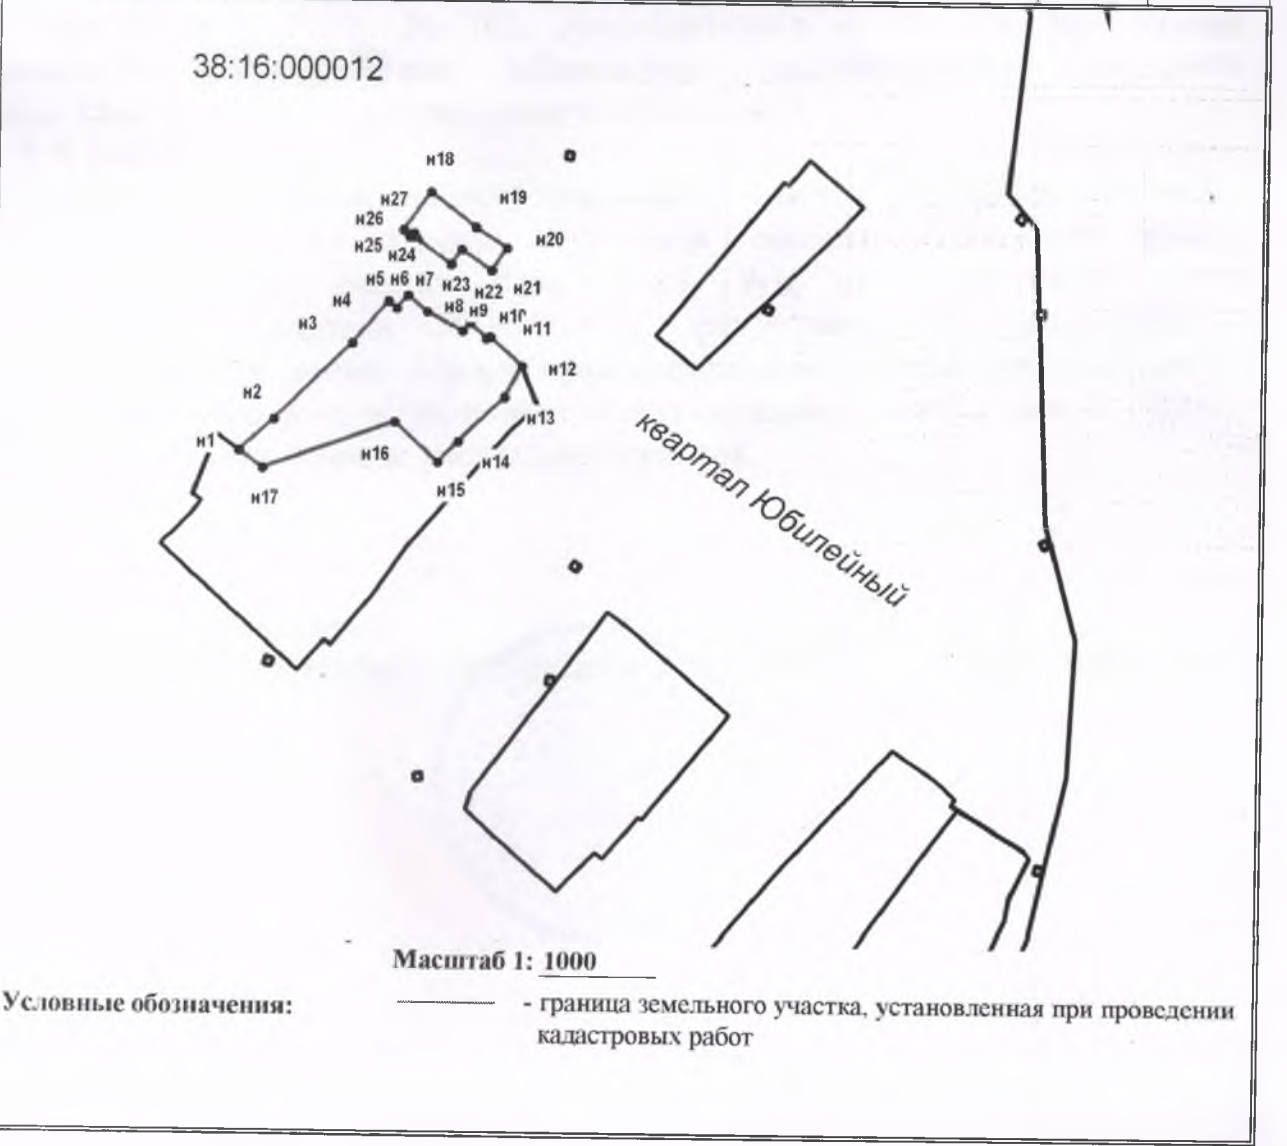 38:16:000012
н18
н27
н19
н26
н20
н25
н24
н23
н22
н21
н5
н6
н7
н4
н8
н9
н10
н3
н11
н12
н2
н13
н1
н16
н14
н17
н15
квартал Юбилейный
Масштаб 1: 1000
Условные обозначения:
- граница земельного участка, установленная при проведении
кадастровых работ